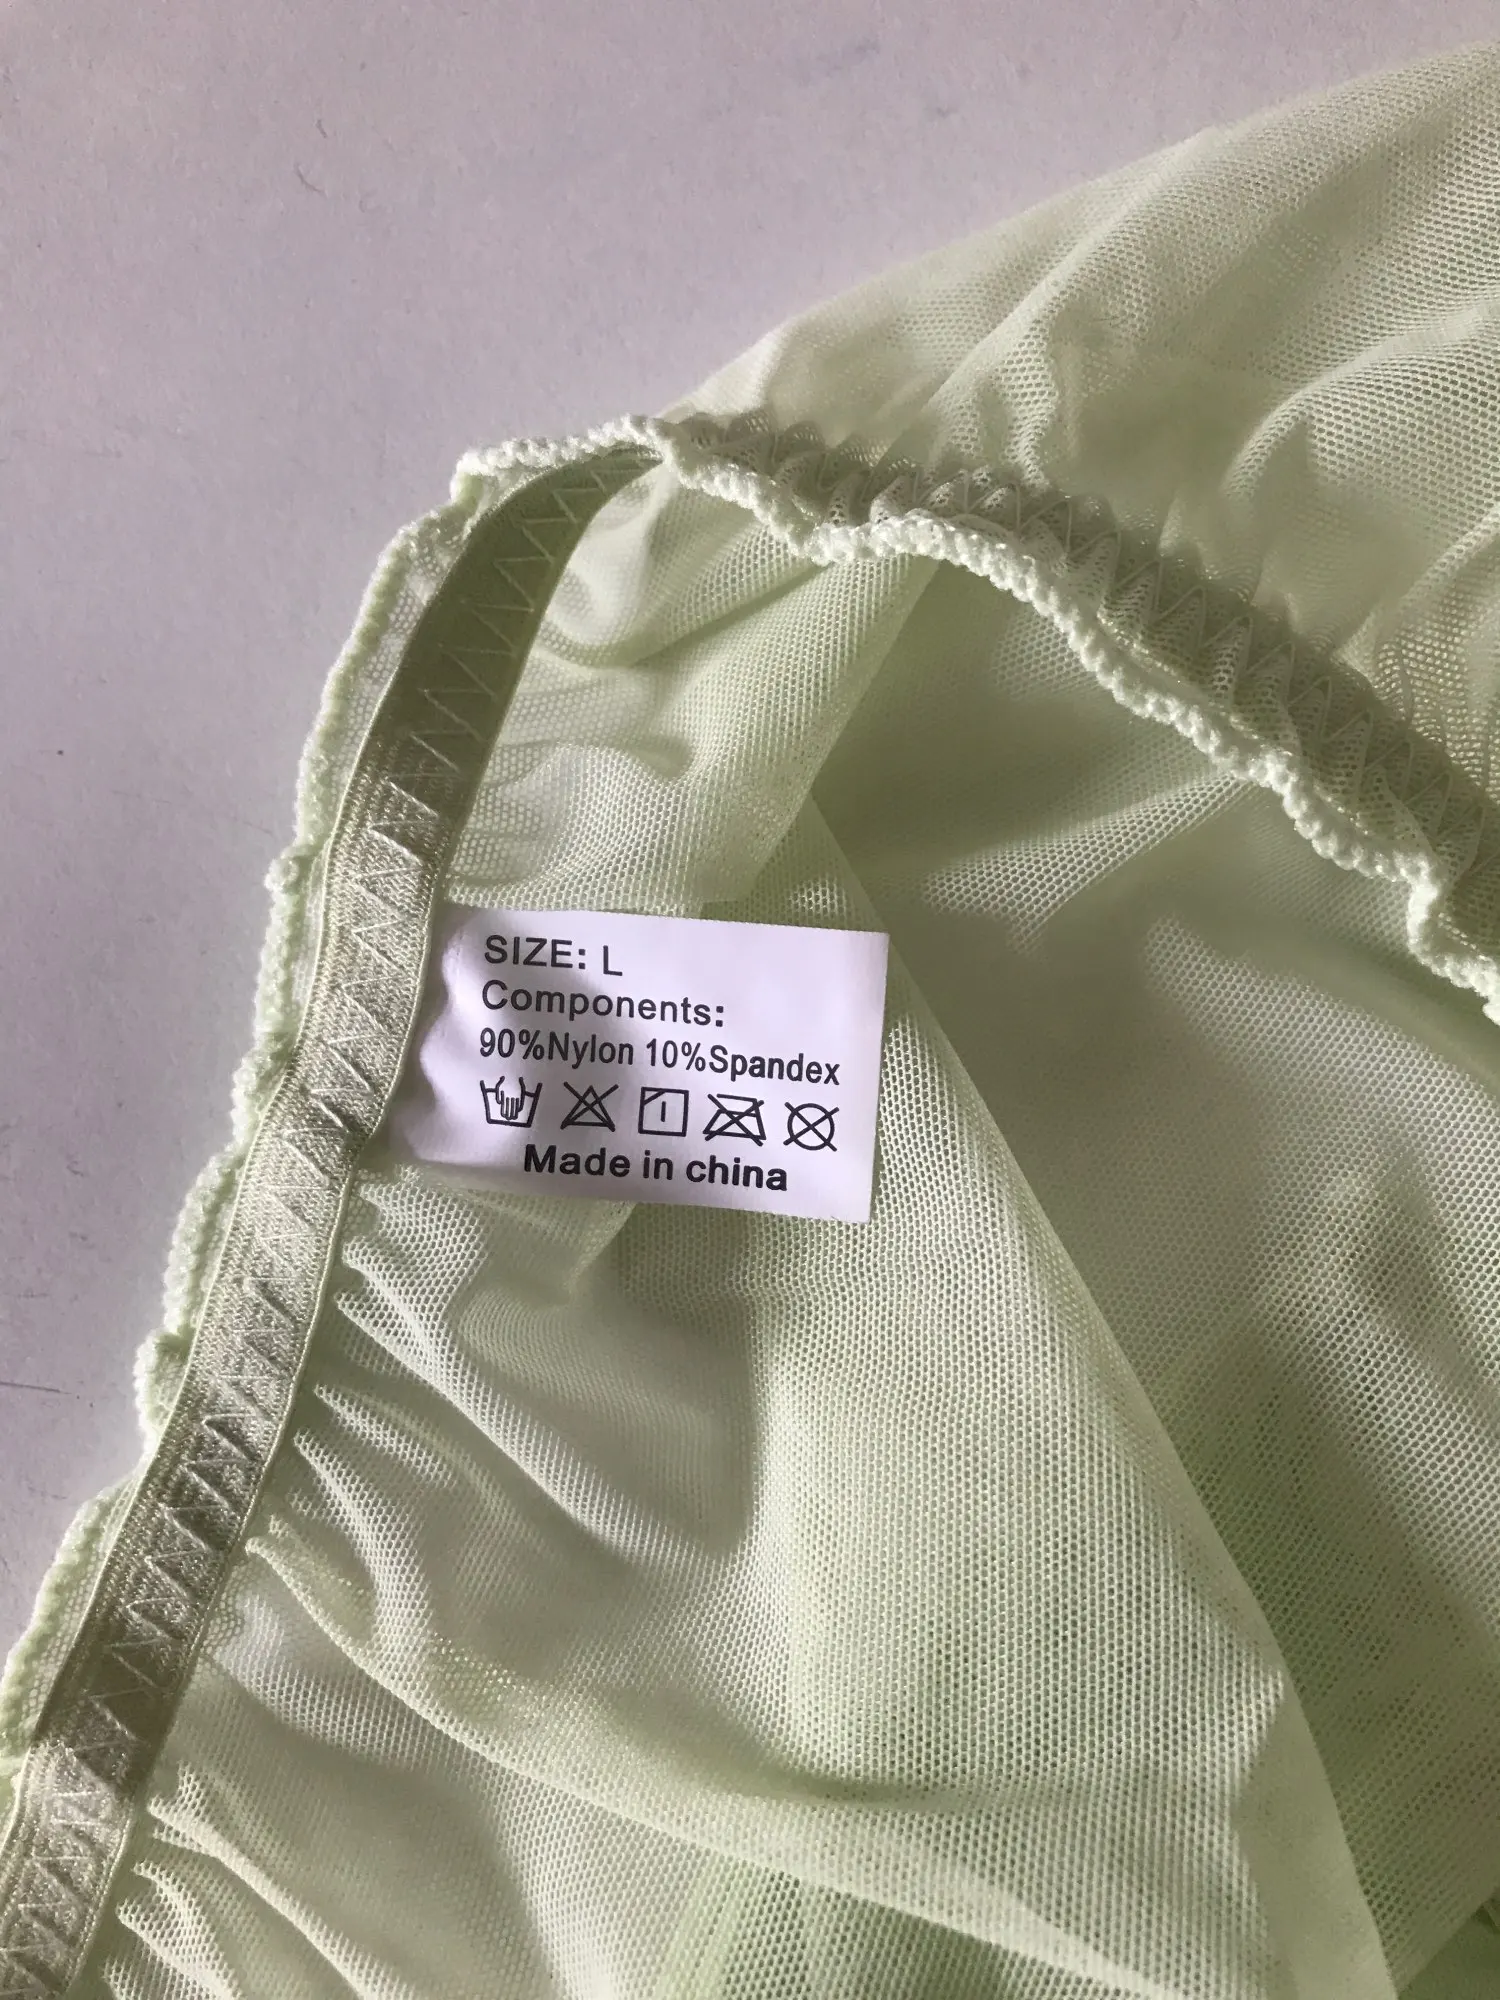 SIZE: L
Components:
90%Nylon 10%Spandex
Made in china